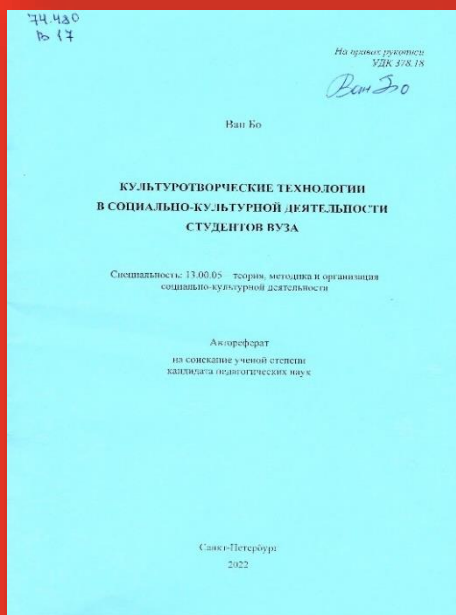 74.480
В 17
На правах рукописи
УДК 378.18
Ван Бо
Ван Бо
КУЛЬТУРОТВОРЧЕСКИЕ ТЕХНОЛОГИИ
В СОЦИАЛЬНО-КУЛЬТУРНОЙ ДЕЯТЕЛЬНОСТИ
СТУДЕНТОВ ВУЗА
Специальность: 13.00.05 – теория, методика и организация
социально-культурной деятельности
Автореферат
на соискание ученой степени
кандидата педагогических наук
Санкт-Петербург
2022